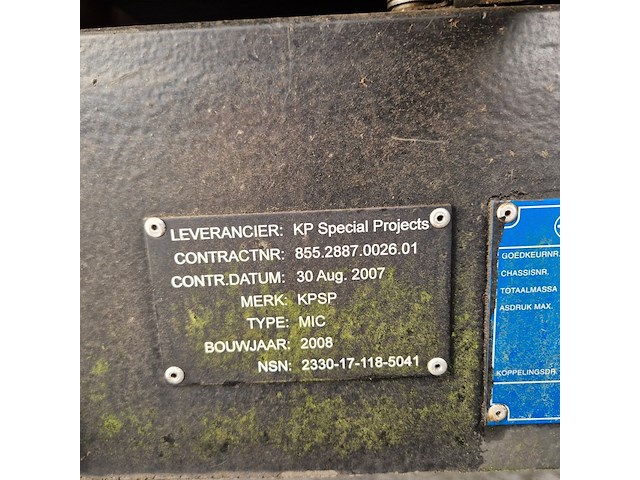 LEVERANCIER: KP Special Projects
CONTRACTNR: 855.2887.0026.01
CONTR.DATUM: 30 Aug. 2007
MERK: KPSP
TYPE: MIC
BOUWJAAR: 2008
NSN: 2330-17-118-5041
GOEDKEURNR.
CHASSISNR.
TOTAALMASSA
ASDRUK MAX.
KOPPELINGSDR.